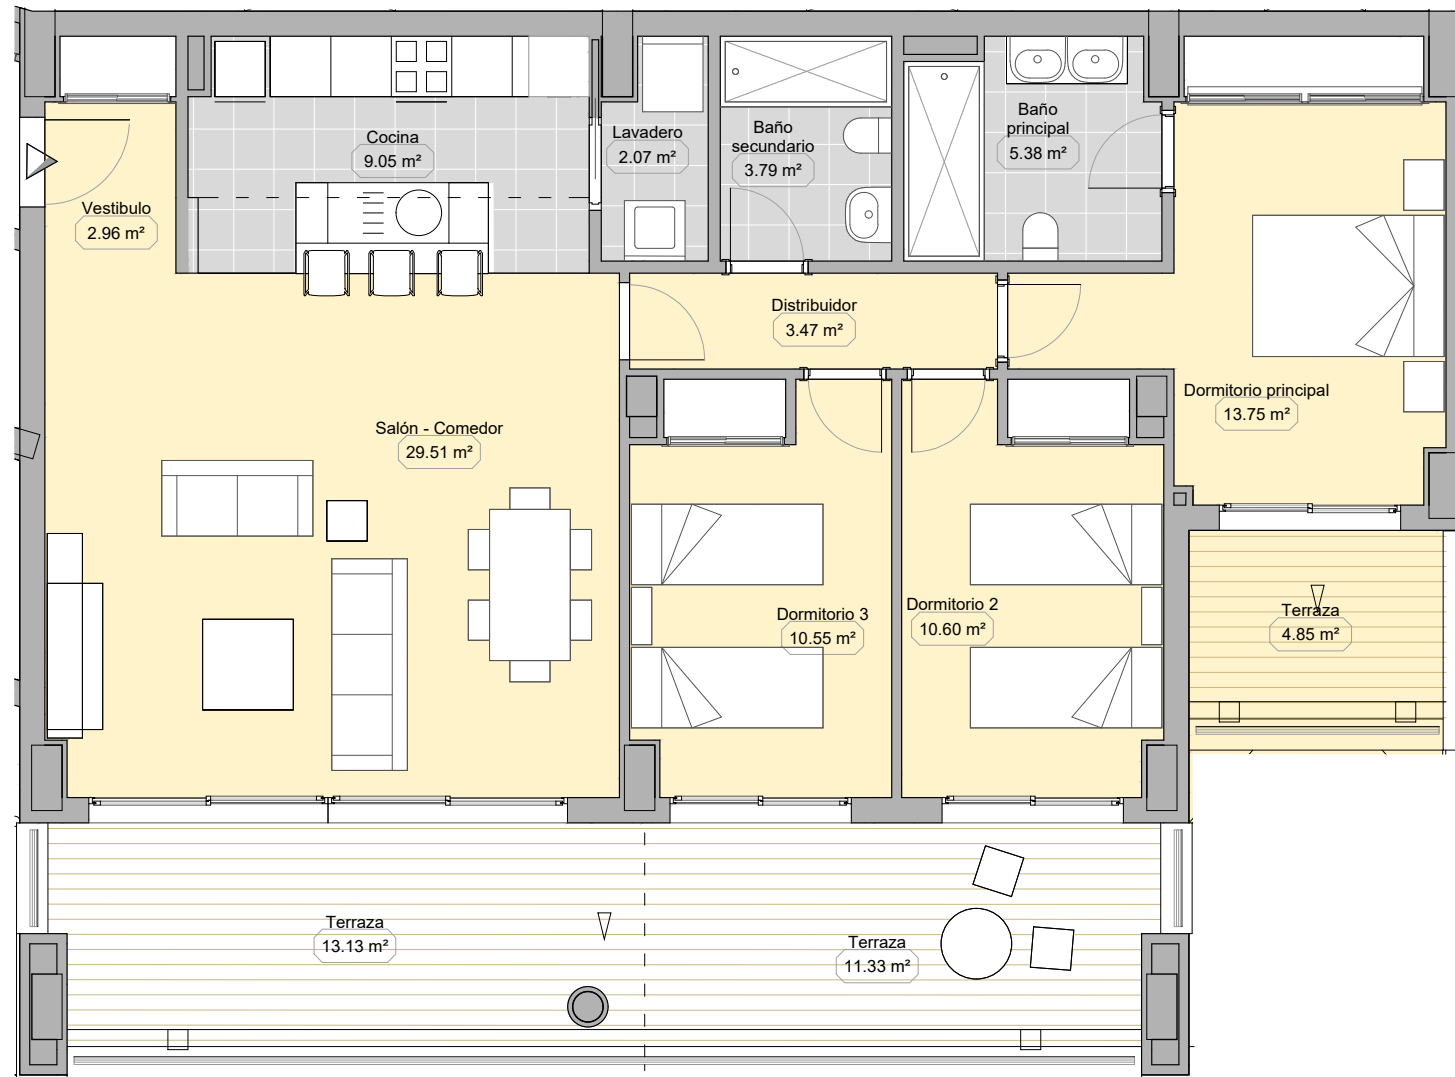 Cocina
9.05 m²
Lavadero
2.07 m²
Baño
secundario
3.79 m²
Baño
principal
5.38 m²
Vestibulo
2.96 m²
Distribuidor
3.47 m²
Dormitorio principal
13.75 m²
Salón - Comedor
29.51 m²
Dormitorio 3
10.55 m²
Dormitorio 2
10.60 m²
Terraza
4.85 m²
Terraza
13.13 m²
Terraza
11.33 m²